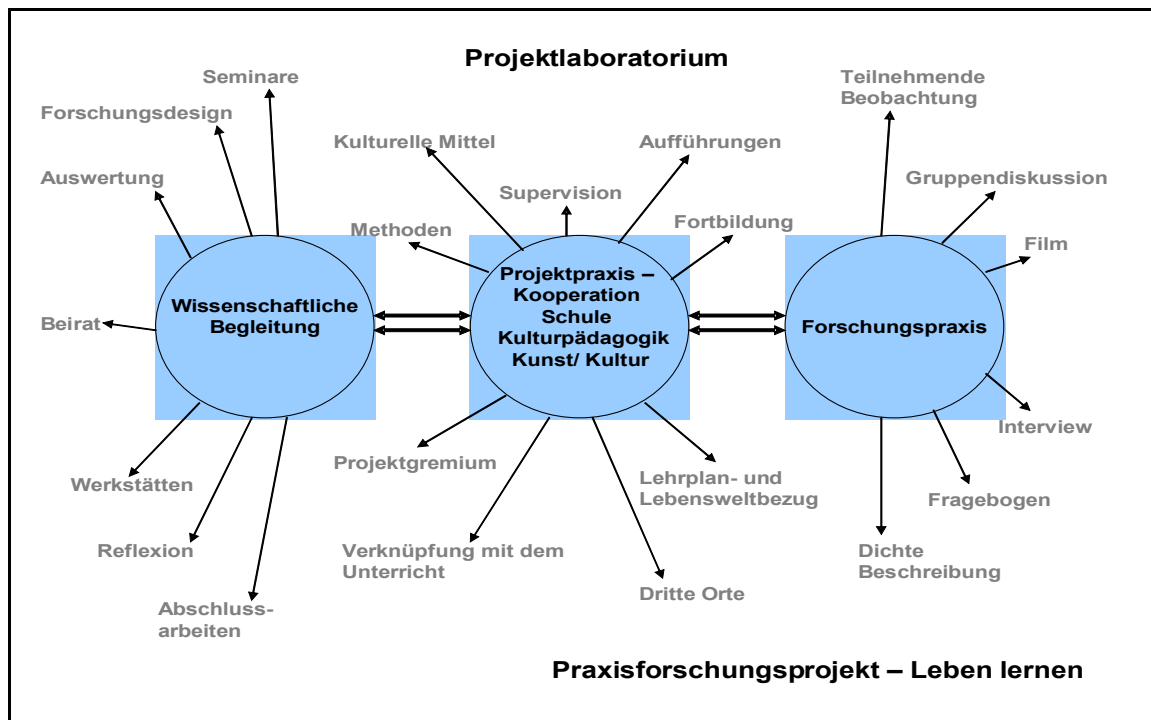 Projektlaboratorium
Seminare
Forschungsdesign
Auswertung
Beirat
Wissenschaftliche
Begleitung
Werkstätten
Reflexion
Abschluss-
arbeiten
Kulturelle Mittel
Methoden
Supervision
Aufführungen
Fortbildung
Projektpraxis –
Kooperation
Schule
Kulturpädagogik
Kunst/ Kultur
Projektgremium
Verknüpfung mit dem
Unterricht
Lehrplan- und
Lebensweltbezug
Dritte Orte
Teilnehmende
Beobachtung
Gruppendiskussion
Film
Forschungspraxis
Interview
Fragebogen
Dichte
Beschreibung
Praxisforschungsprojekt – Leben lernen